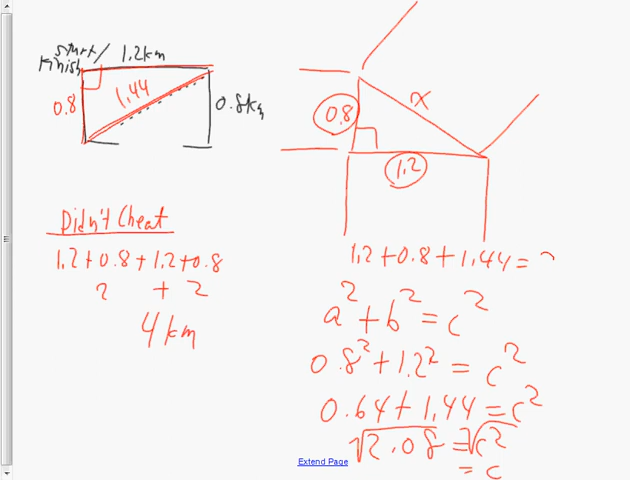 Start/
Finish
1.2km
0.8
1.44
0.8km
0.8
x
1.2
Didn't Cheat
1.2+0.8+1.2+0.8
2 + 2
4 km
1.2+0.8+1.44=?
a²+b²=c²
0.8²+1.2²=c²
0.64+1.44=c²
√2.08=√c²
=c
Extend Page